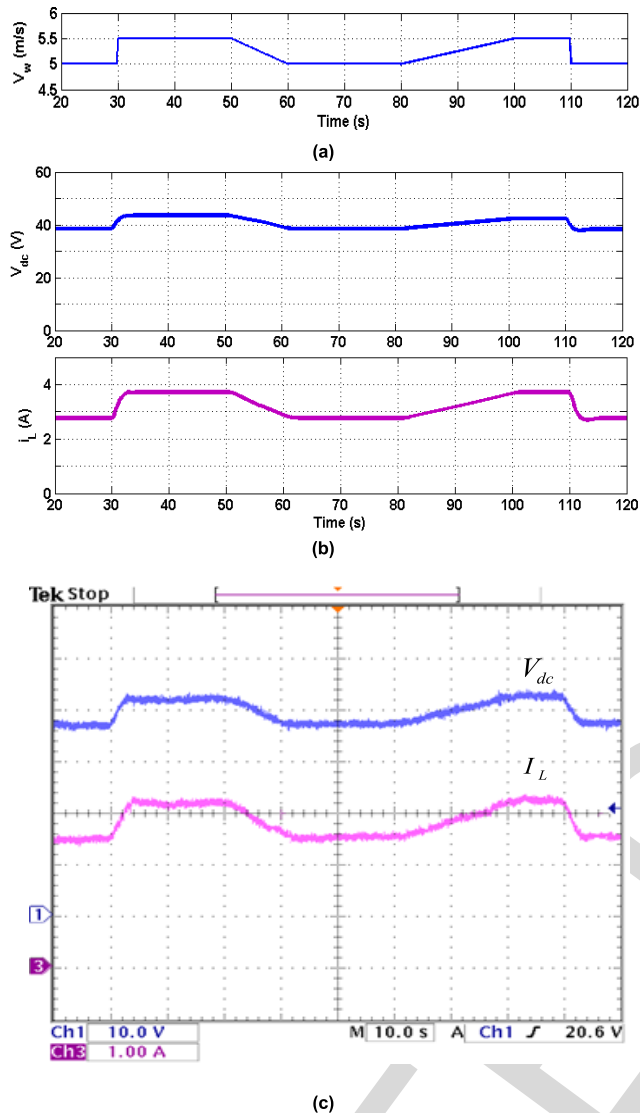 V_w (m/s)
6
5.5
5
4.5
20 30 40 50 60 70 80 90 100 110 120
Time (s)
(a)
V_dc (V)
60
40
20
0
20 30 40 50 60 70 80 90 100 110 120
i_L (A)
4
2
0
20 30 40 50 60 70 80 90 100 110 120
Time (s)
(b)
Tek Stop
V_dc
I_L
1
3
Ch1 10.0 V M 10.0 s A Ch1 20.6 V
Ch3 1.00 A
(c)